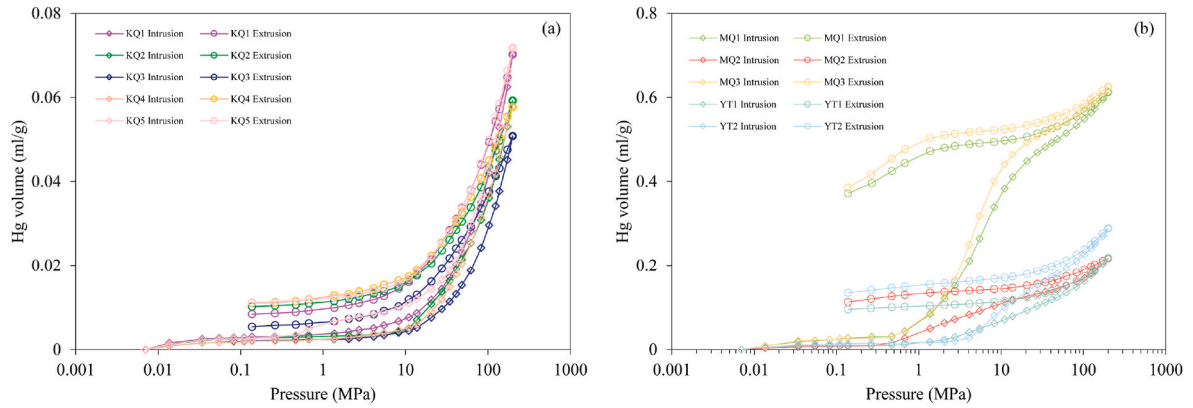 (a)
0.08
0.06
0.04
0.02
0
Hg volume (ml/g)
KQ1 Intrusion KQ1 Extrusion
KQ2 Intrusion KQ2 Extrusion
KQ3 Intrusion KQ3 Extrusion
KQ4 Intrusion KQ4 Extrusion
KQ5 Intrusion KQ5 Extrusion
0.001 0.01 0.1 1 10 100 1000
Pressure (MPa)
(b)
0.8
0.6
0.4
0.2
0
Hg volume (ml/g)
MQ1 Intrusion MQ1 Extrusion
MQ2 Intrusion MQ2 Extrusion
MQ3 Intrusion MQ3 Extrusion
YT1 Intrusion YT1 Extrusion
YT2 Intrusion YT2 Extrusion
0.001 0.01 0.1 1 10 100 1000
Pressure (MPa)